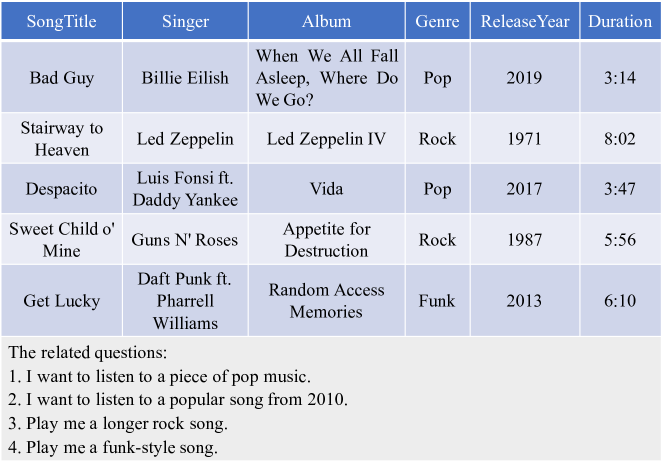 SongTitle Singer Album Genre ReleaseYear Duration
Bad Guy Billie Eilish When We All Fall Asleep, Where Do We Go? Pop 2019 3:14
Stairway to Heaven Led Zeppelin Led Zeppelin IV Rock 1971 8:02
Despacito Luis Fonsi ft. Daddy Yankee Vida Pop 2017 3:47
Sweet Child o' Mine Guns N' Roses Appetite for Destruction Rock 1987 5:56
Get Lucky Daft Punk ft. Pharrell Williams Random Access Memories Funk 2013 6:10
The related questions:
1. I want to listen to a piece of pop music.
2. I want to listen to a popular song from 2010.
3. Play me a longer rock song.
4. Play me a funk-style song.